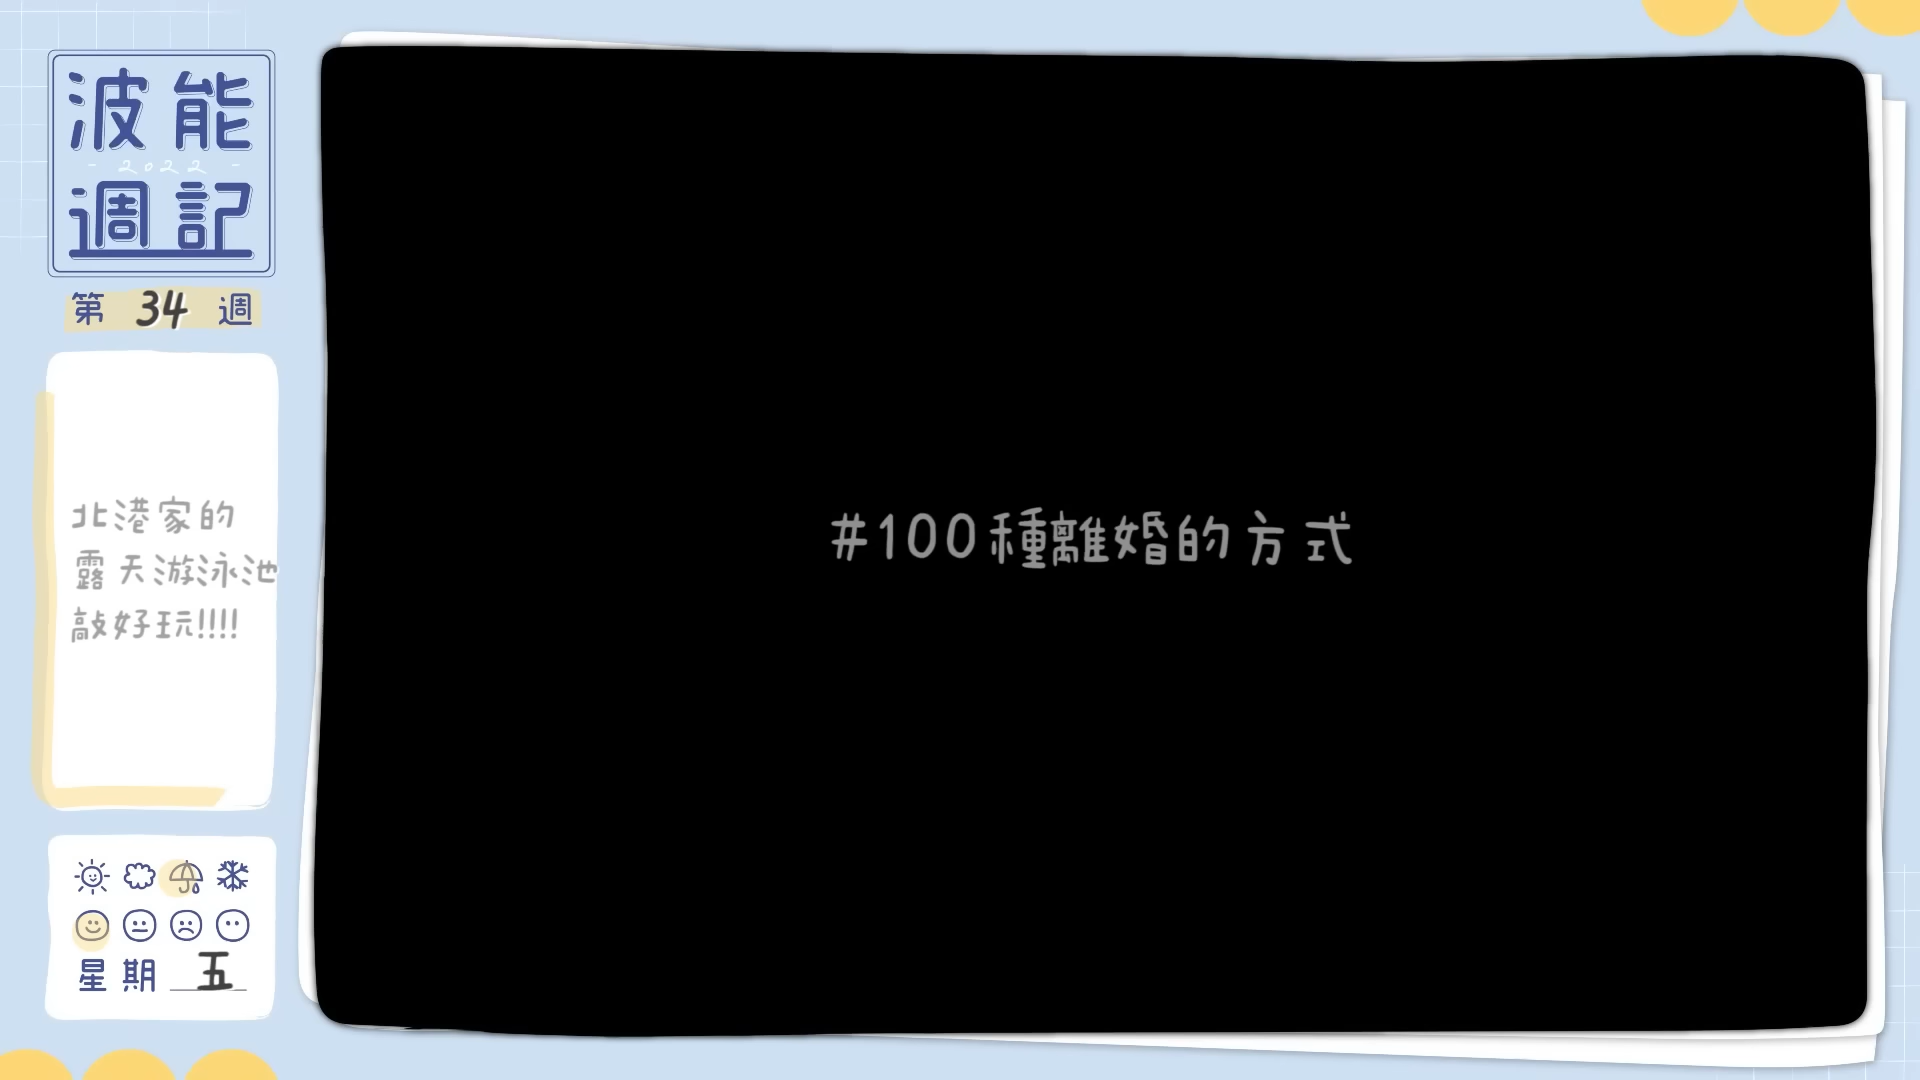 波能
- 2022 -
週記
第 34 週
北港家的
露天游泳池
敲好玩!!!!
星期 五
#100種離婚的方式